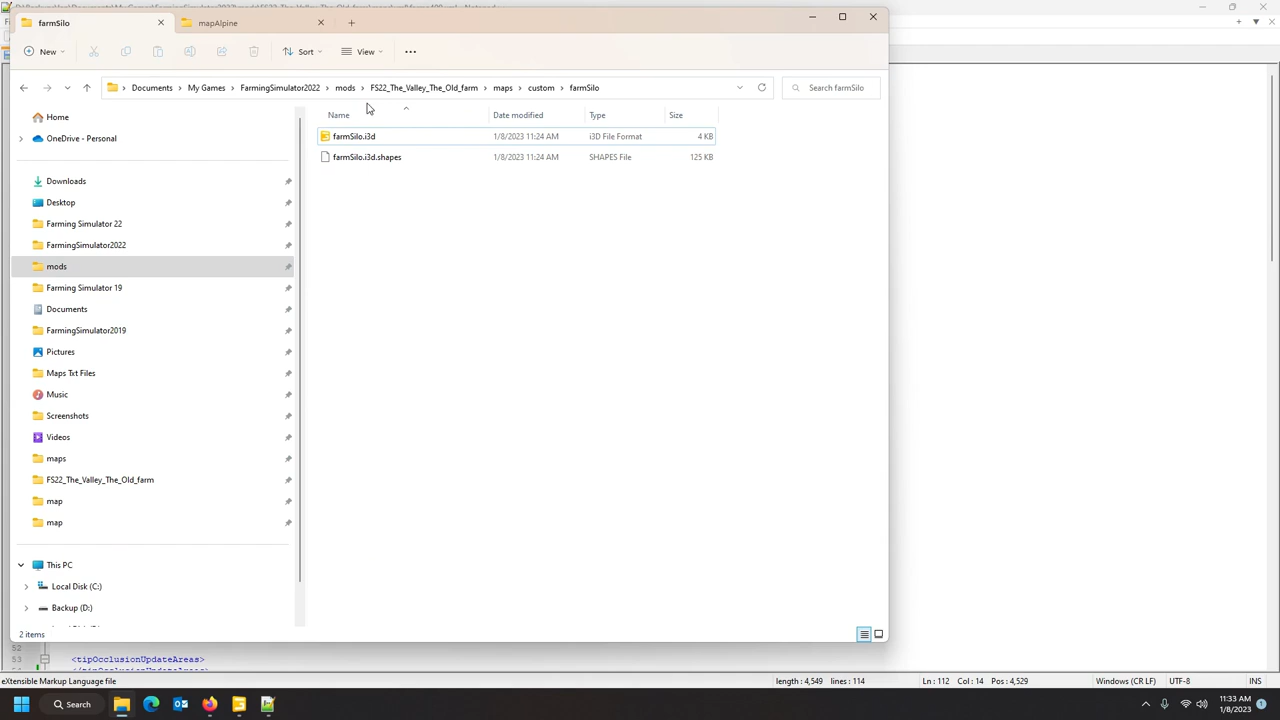 farmSilo
mapAlpine
New
Sort
View
Documents
My Games
FarmingSimulator2022
mods
FS22_The_Valley_The_Old_farm
maps
custom
farmSilo
Search farmSilo
Name
Date modified
Type
Size
farmSilo.i3d
1/8/2023 11:24 AM
i3D File Format
4 KB
farmSilo.i3d.shapes
1/8/2023 11:24 AM
SHAPES File
125 KB
Home
OneDrive - Personal
Downloads
Desktop
Farming Simulator 22
FarmingSimulator2022
mods
Farming Simulator 19
Documents
FarmingSimulator2019
Pictures
Maps Txt Files
Music
Screenshots
Videos
maps
FS22_The_Valley_The_Old_farm
map
map
This PC
Local Disk (C:)
Backup (D:)
2 items
52
53
<tipOcclusionUpdateAreas>
eXtensible Markup Language file
length : 4,549 lines : 114
Ln : 112 Col : 14 Pos : 4,529
Windows (CR LF)
UTF-8
INS
Search
11:33 AM
1/8/2023
1